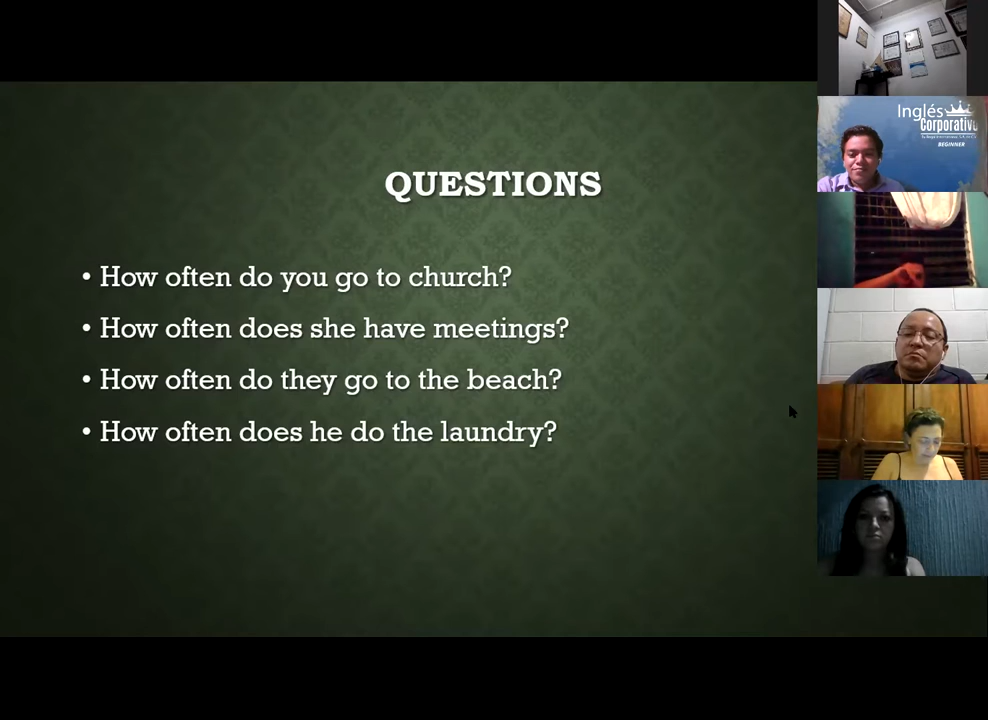 QUESTIONS
• How often do you go to church?
• How often does she have meetings?
• How often do they go to the beach?
• How often does he do the laundry?
Inglés
Corporativo
BEGINNER